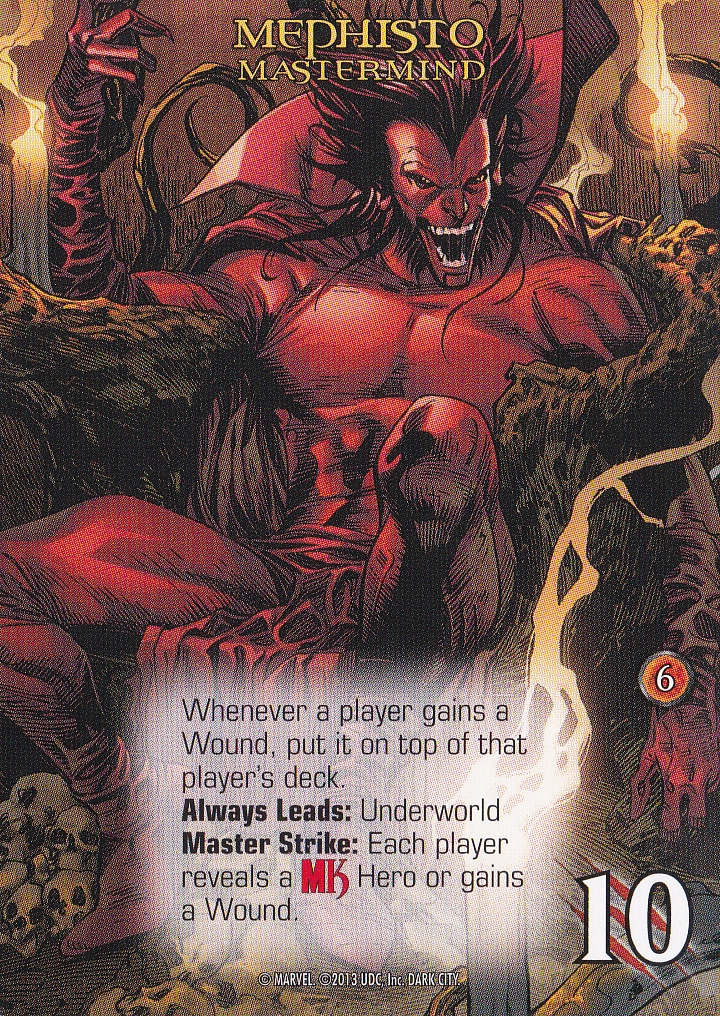 MEPHISTO
MASTERMIND
6
Whenever a player gains a
Wound, put it on top of that
player's deck.
Always Leads: Underworld
Master Strike: Each player
reveals a MK Hero or gains
a Wound.
10
© MARVEL. ©2013 UDC, Inc. DARK CITY.